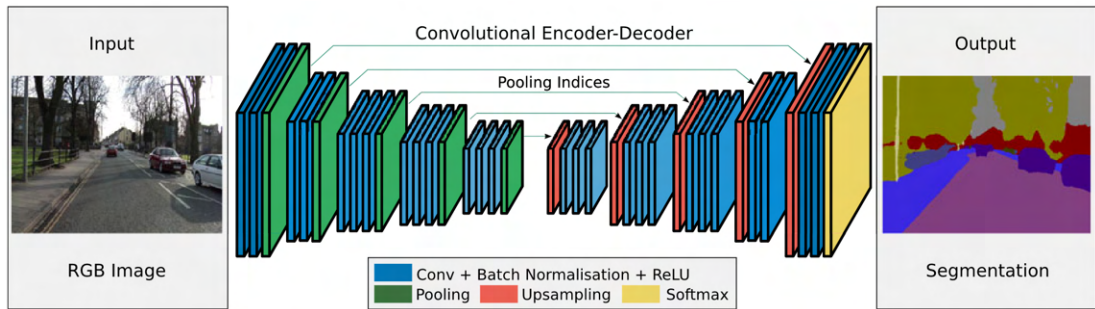 Input
Convolutional Encoder-Decoder
Output
Pooling Indices
RGB Image
Segmentation
Conv + Batch Normalisation + ReLU
Pooling Upsampling Softmax